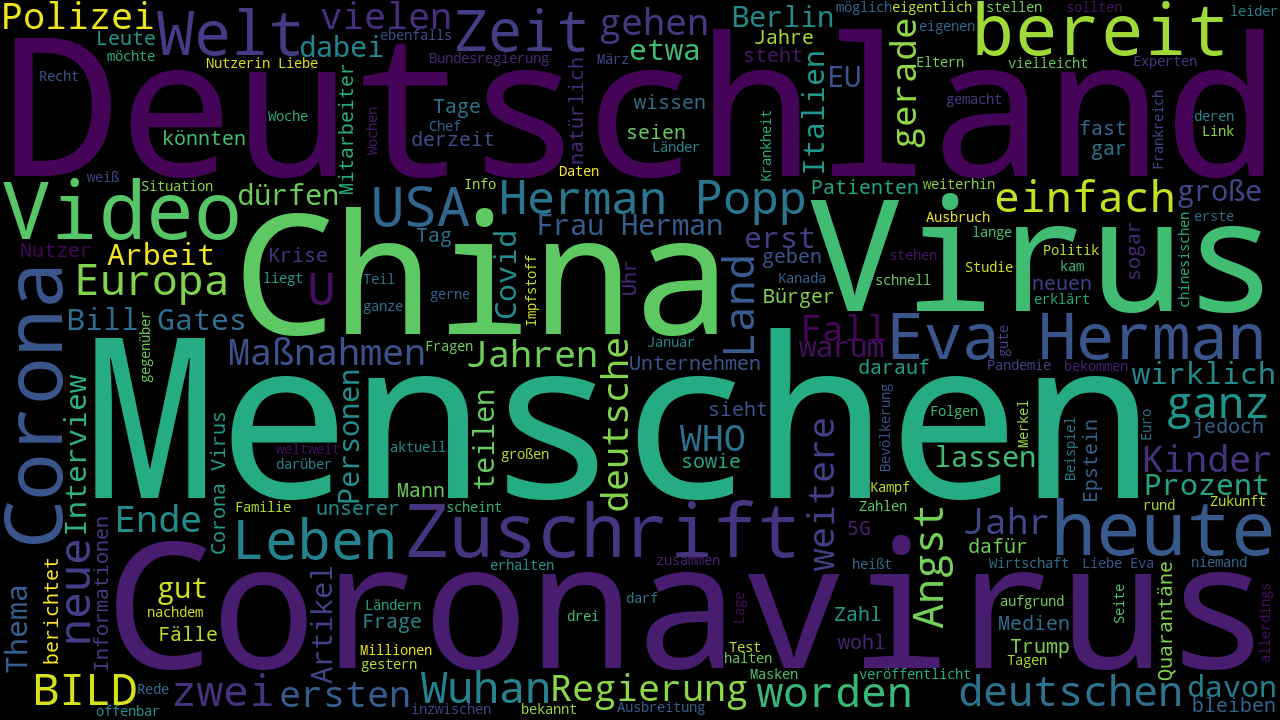 Polizei
Welt
vielen
Zeit
gehen
Berlin
möglich
eigentlich
stellen
sollten
leider
Leute
möchte
dabei
ebenfalls
Jahre
eigenen
bereit
Recht
Nutzerin Liebe
Bundesregierung
März
etwa
steht
EU
gerade
Eltern
vielleicht
Experten
Deutschland
Woche
Mitarbeiter
Wochen
Tage
Chef
derzeit
natürlich
wissen
seien
Länder
Krankheit
Italien
gemacht
fast
gar
Frankreich
deren
Link
könnten
weiß
Situation
dürfen
Daten
Info
Video
USA
Herman Popp
Patienten
weiterhin
einfach
große
Nutzer
Arbeit
Krise
Tag
Frau Herman
erst
Ausbruch
erste
Europa
liegt
Teil
ganze
gerne
Covid
Impfstoff
Uhr
geben
Kanada
Bürger
stehen
schnell
lange
Studie
Politik
kam
neuen
erklärt
sogar
chinesischen
China
Virus
U
Corona
Bill Gates
gegenüber
Maßnahmen
Fragen
Jahren
Januar
Unternehmen
Land
Fall
warum
darauf
Eva Herman
gute
Pandemie
bekommen
wirklich
Menschen
Interview
Corona Virus
weltweit
darüber
Personen
aktuell
teilen
großen
deutsche
sieht
WHO
sowie
weitere
Bevölkerung
Folgen
lassen
Merkel
Beispiel
Epstein
Euro
ganz
jedoch
Kinder
Prozent
Mann
Kampf
Zahlen
rund
Zukunft
Ende
Familie
unserer
scheint
Leben
Zuschrift
5G
Angst
Jahr
dafür
heute
neue
Informationen
erhalten
zusammen
heißt
Wirtschaft
Liebe Eva
niemand
Thema
berichtet
gut
nachdem
Fälle
Artikel
Ländern
Frage
drei
darf
Lage
Zahl
wohl
aufgrund
Medien
Seite
Quarantäne
allerdings
Coronavirus
Millionen
gestern
Test
halten
Masken
veröffentlicht
Trump
Tagen
BILD
Rede
offenbar
zwei
ersten
inzwischen
Wuhan
bekannt
Regierung
Ausbreitung
worden
deutschen
davon
bleiben